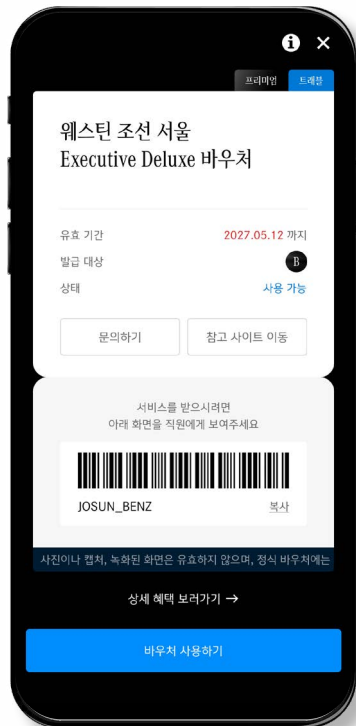 프리미엄
트래블
웨스틴 조선 서울
Executive Deluxe 바우처
유효 기간 2027.05.12 까지
발급 대상 B
상태 사용 가능
문의하기
참고 사이트 이동
서비스를 받으시려면
아래 화면을 직원에게 보여주세요
JOSUN_BENZ 복사
사진이나 캡처, 녹화된 화면은 유효하지 않으며, 정식 바우처에는
상세 혜택 보러가기 →
바우처 사용하기